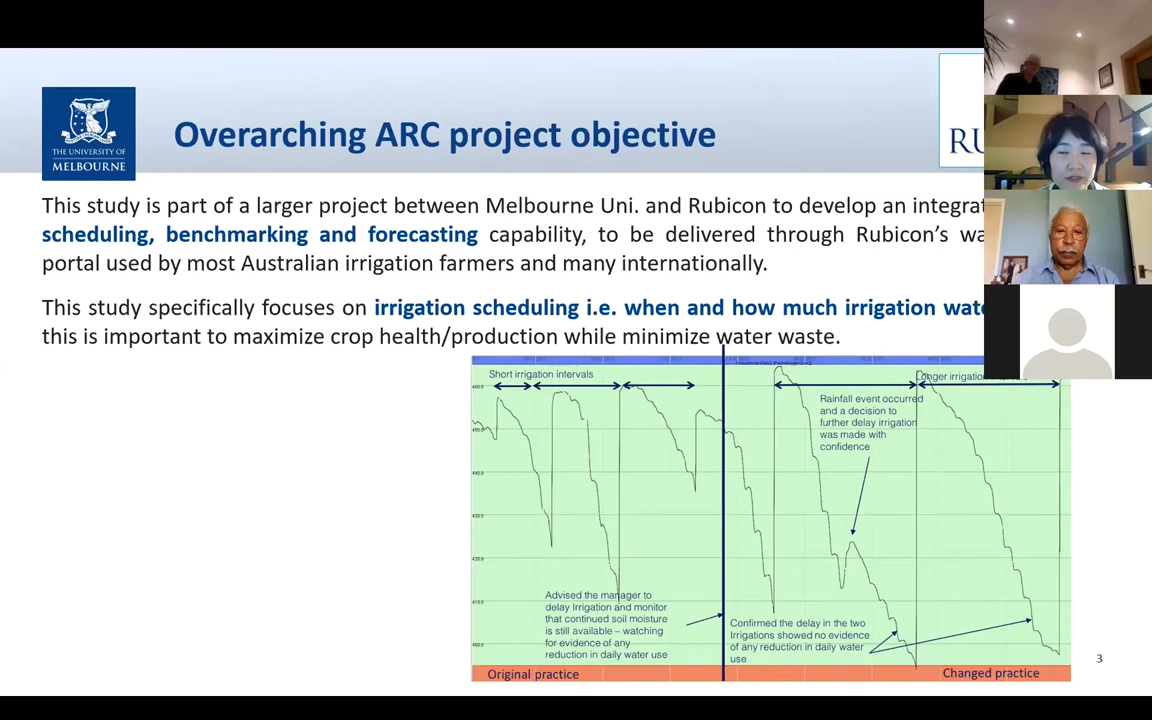 THE UNIVERSITY OF
MELBOURNE
Overarching ARC project objective
RU
This study is part of a larger project between Melbourne Uni. and Rubicon to develop an integrat
scheduling, benchmarking and forecasting capability, to be delivered through Rubicon's wa
portal used by most Australian irrigation farmers and many internationally.
This study specifically focuses on irrigation scheduling i.e. when and how much irrigation wat
this is important to maximize crop health/production while minimize water waste.
Short irrigation intervals
Longer irrigation
Rainfall event occurred
and a decision to
further delay irrigation
was made with
confidence
Advised the manager to
delay Irrigation and monitor
that continued soil moisture
is still available – watching
for evidence of any
reduction in daily water use
Confirmed the delay in the two
Irrigations showed no evidence
of any reduction in daily water
use
Original practice
Changed practice
3